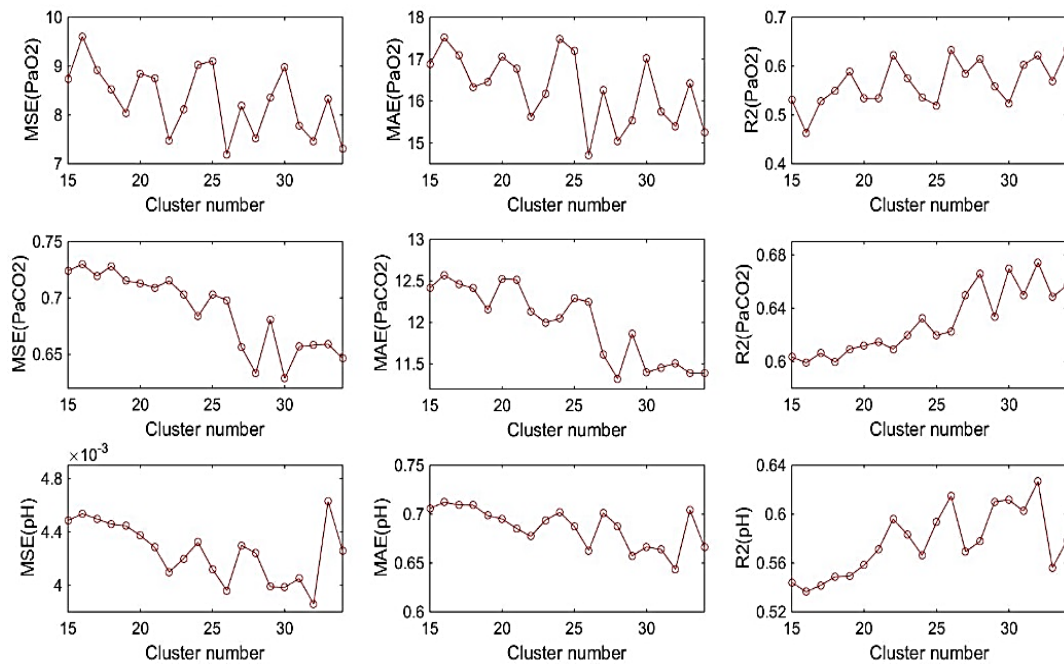 MSE(PaO2)
10
9
8
7
15 20 25 30
Cluster number
MAE(PaO2)
18
17
16
15
15 20 25 30
Cluster number
R2(PaO2)
0.7
0.6
0.5
0.4
15 20 25 30
Cluster number
MSE(PaCO2)
0.75
0.7
0.65
15 20 25 30
Cluster number
MAE(PaCO2)
13
12.5
12
11.5
15 20 25 30
Cluster number
R2(PaCO2)
0.68
0.64
0.6
15 20 25 30
Cluster number
×10^-3
MSE(pH)
4.8
4.4
4
15 20 25 30
Cluster number
MAE(pH)
0.75
0.7
0.65
0.6
15 20 25 30
Cluster number
R2(pH)
0.64
0.6
0.56
0.52
15 20 25 30
Cluster number